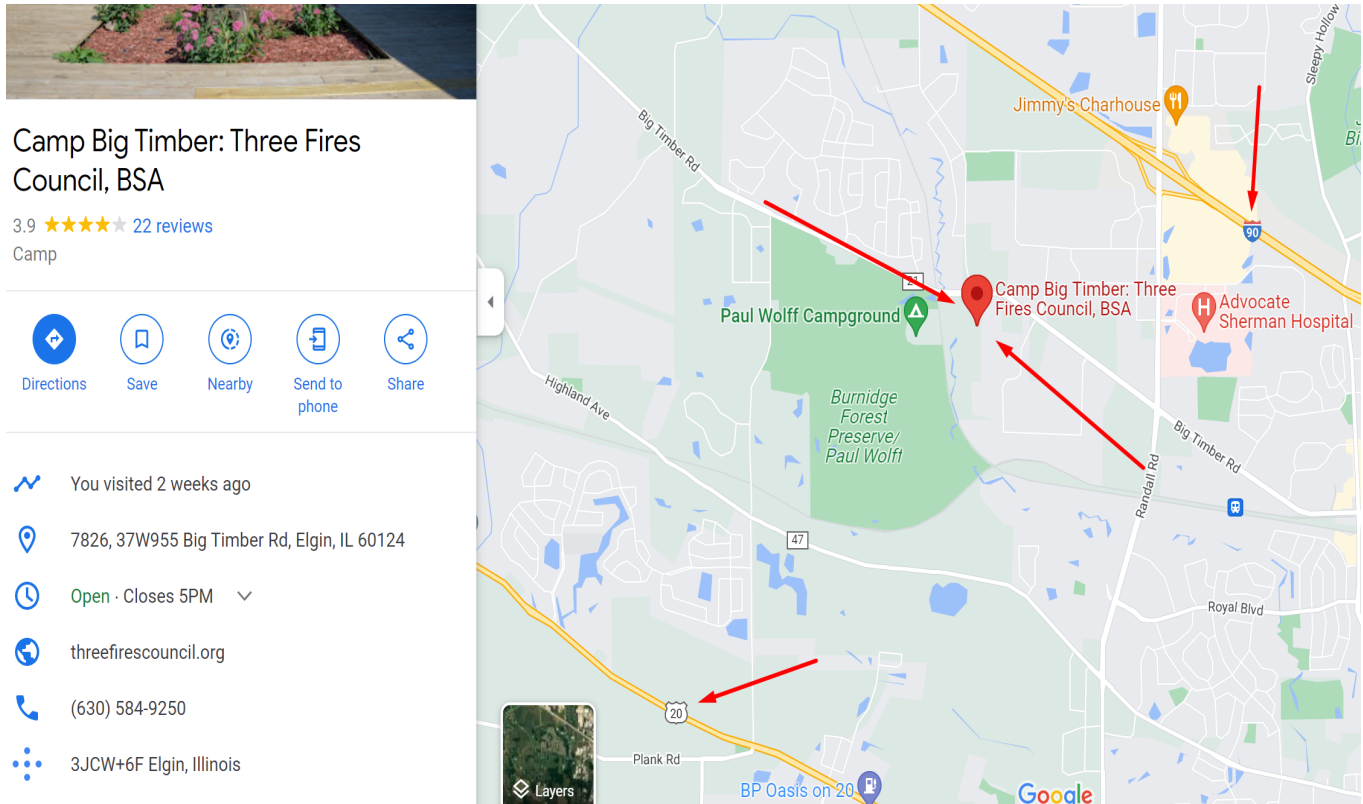 Camp Big Timber: Three Fires
Council, BSA
3.9
22 reviews
Camp
Directions
Save
Nearby
Send to
phone
Share
You visited 2 weeks ago
7826, 37W955 Big Timber Rd, Elgin, IL 60124
Open · Closes 5PM
threefirescouncil.org
(630) 584-9250
3JCW+6F Elgin, Illinois
Sleepy Hollow
Jimmy's Charhouse
Big Timber Rd
90
21
Camp Big Timber: Three
Fires Council, BSA
Paul Wolff Campground
H
Advocate
Sherman Hospital
Highland Ave
Burnidge
Forest
Preserve/
Paul Wolft
Big Timber Rd
Randall Rd
47
Royal Blvd
20
Plank Rd
Layers
BP Oasis on 20
Google